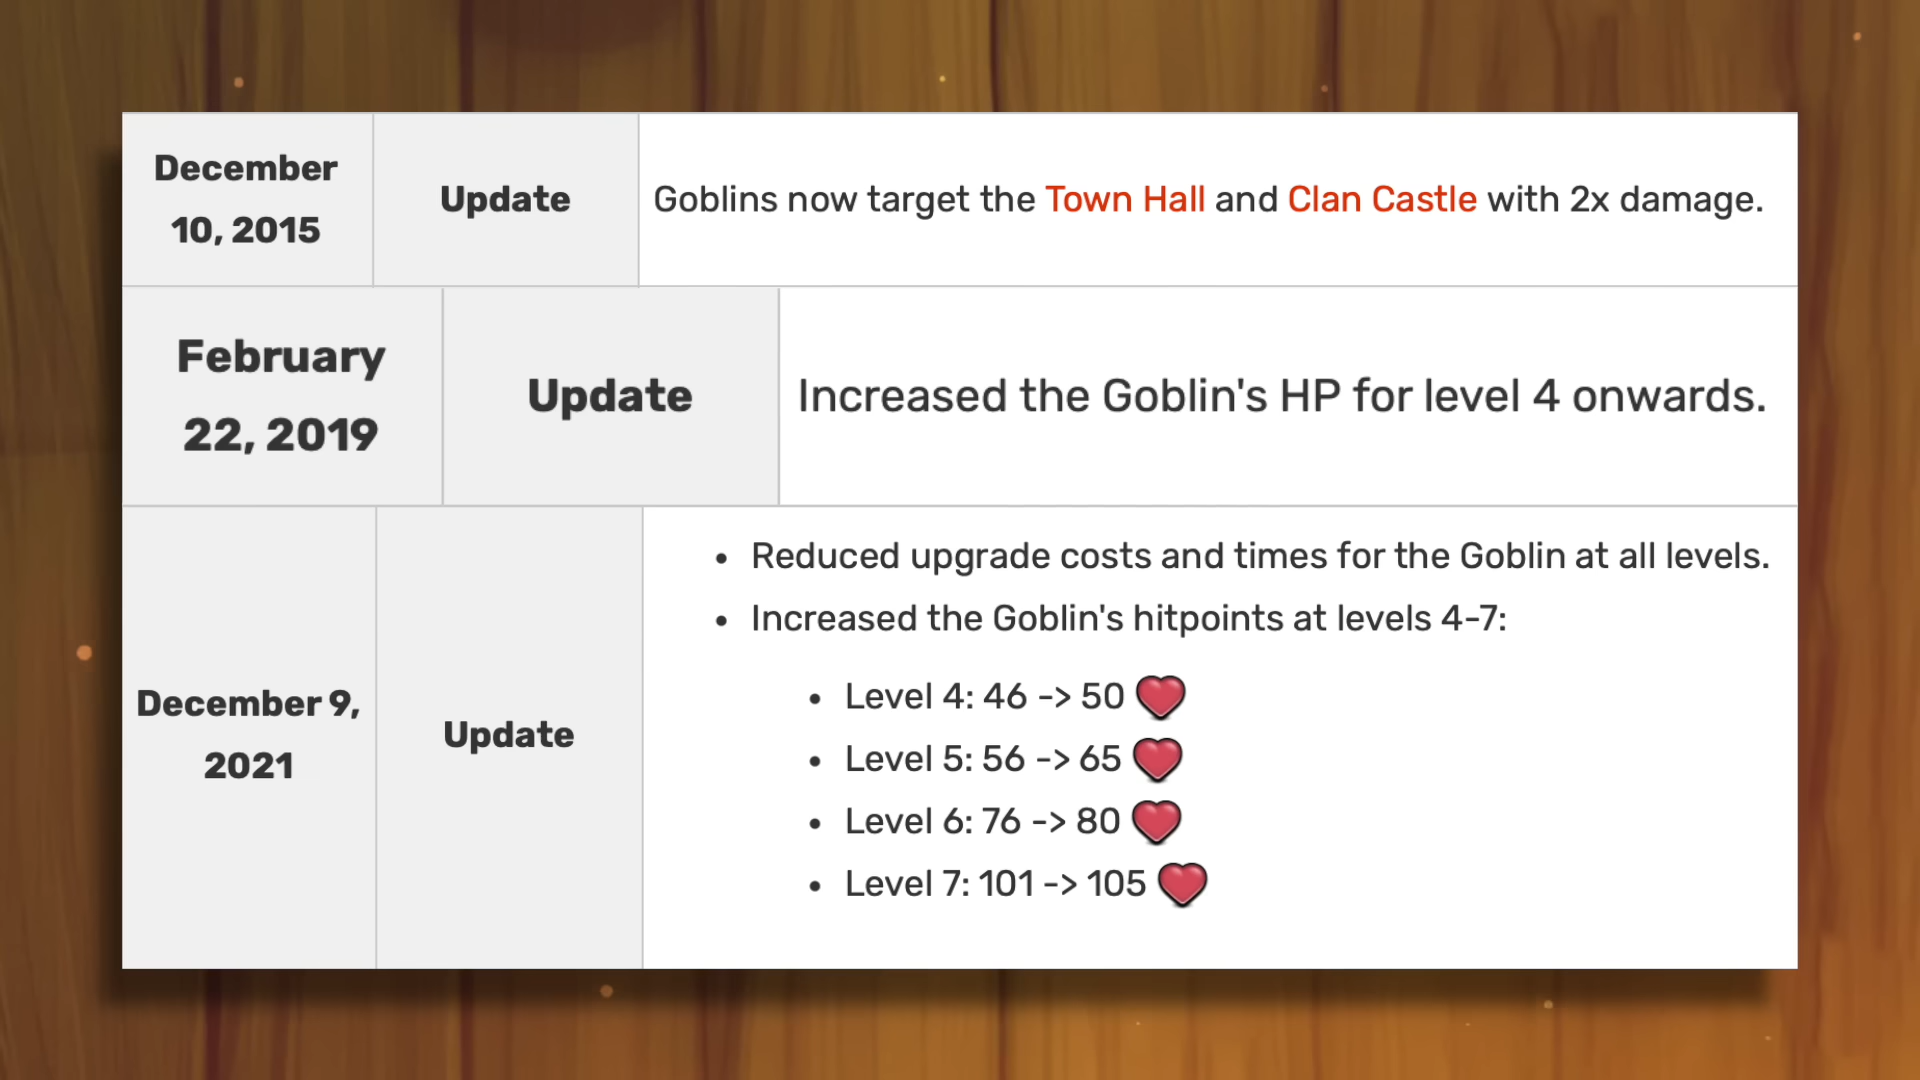 December
10, 2015
Update
Goblins now target the Town Hall and Clan Castle with 2x damage.
February
22, 2019
Update
Increased the Goblin's HP for level 4 onwards.
December 9,
2021
Update
• Reduced upgrade costs and times for the Goblin at all levels.
• Increased the Goblin's hitpoints at levels 4-7:
• Level 4: 46 -> 50
• Level 5: 56 -> 65
• Level 6: 76 -> 80
• Level 7: 101 -> 105